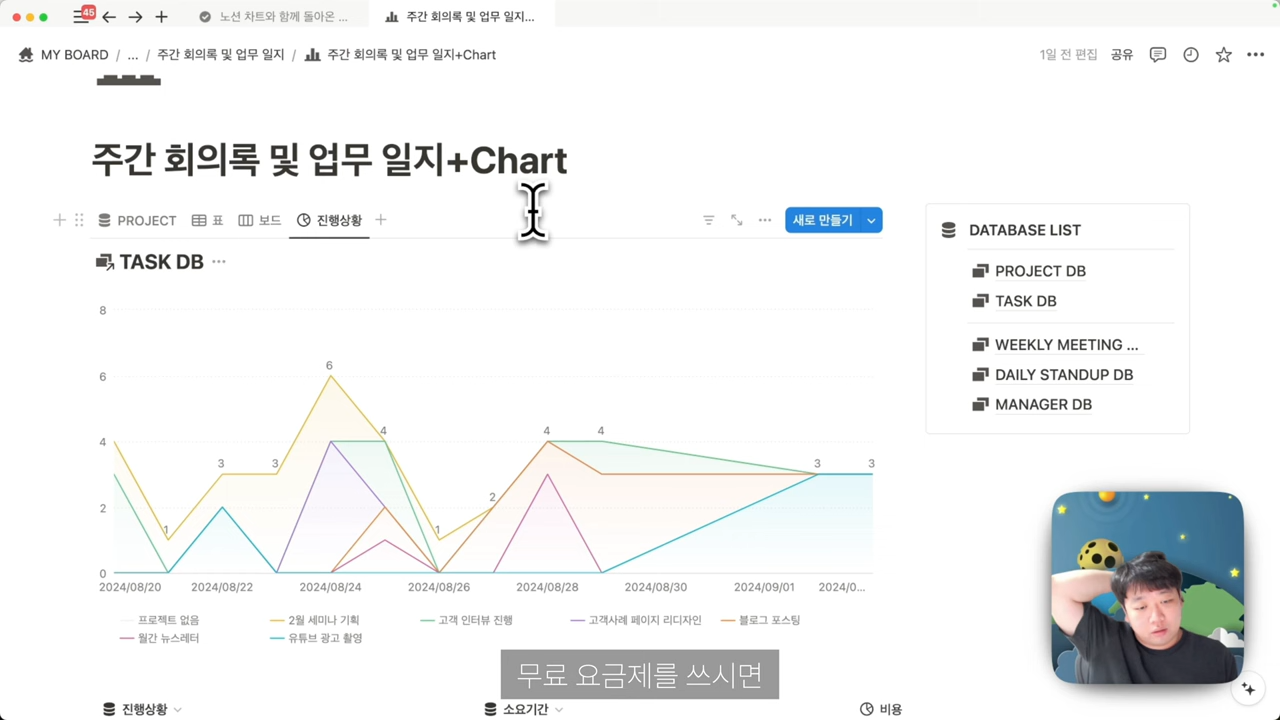 45
노션 차트와 함께 돌아온 ...
주간 회의록 및 업무 일지...
MY BOARD / ... / 주간 회의록 및 업무 일지 / 주간 회의록 및 업무 일지+Chart
1일 전 편집 공유
주간 회의록 및 업무 일지+Chart
PROJECT 표 보드 진행상황
새로 만들기
TASK DB
8
6
4
2
0
1
3
3
6
4
1
2
4
4
3
3
2024/08/20 2024/08/22 2024/08/24 2024/08/26 2024/08/28 2024/08/30 2024/09/01 2024/0...
프로젝트 없음 2월 세미나 기획 고객 인터뷰 진행 고객사례 페이지 리디자인 블로그 포스팅
월간 뉴스레터 유튜브 광고 촬영
진행상황 소요기간 비용
DATABASE LIST
PROJECT DB
TASK DB
WEEKLY MEETING ...
DAILY STANDUP DB
MANAGER DB
무료 요금제를 쓰시면